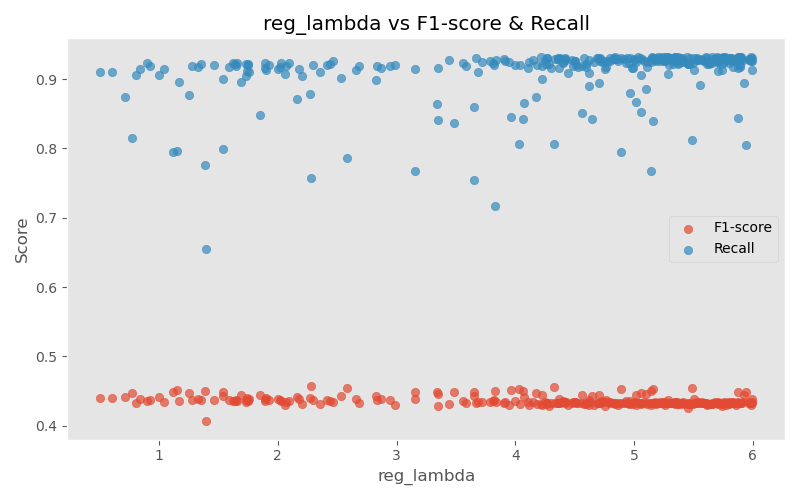 reg_lambda vs F1-score & Recall
Score
0.9
0.8
0.7
0.6
0.5
0.4
F1-score
Recall
1 2 3 4 5 6
reg_lambda